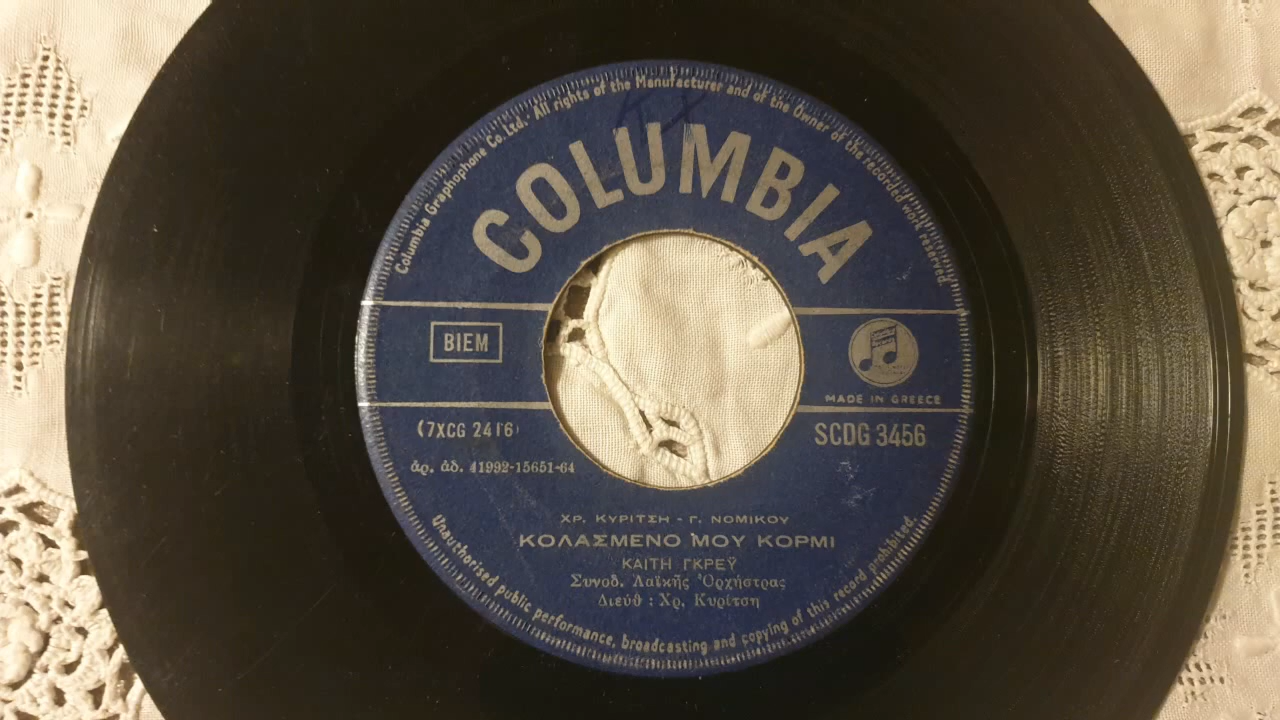 Columbia Graphophone Co. Ltd. All rights of the Manufacturer and of the Owner of the recorded work reserved.
KX
COLUMBIA
BIEM
MADE IN GREECE
(7XCG 2416)
SCDG 3456
ἀρ. ἀδ. 41992-15651-64
ΧΡ. ΚΥΡΙΤΣΗ - Γ. ΝΟΜΙΚΟΥ
ΚΟΛΑΣΜΕΝΟ ΜΟΥ ΚΟΡΜΙ
ΚΑΙΤΗ ΓΚΡΕΫ
Συνοδ. Λαϊκῆς Ὀρχήστρας
Διεύθ : Χρ. Κυρίτση
Unauthorised public performance, broadcasting and copying of this record prohibited.